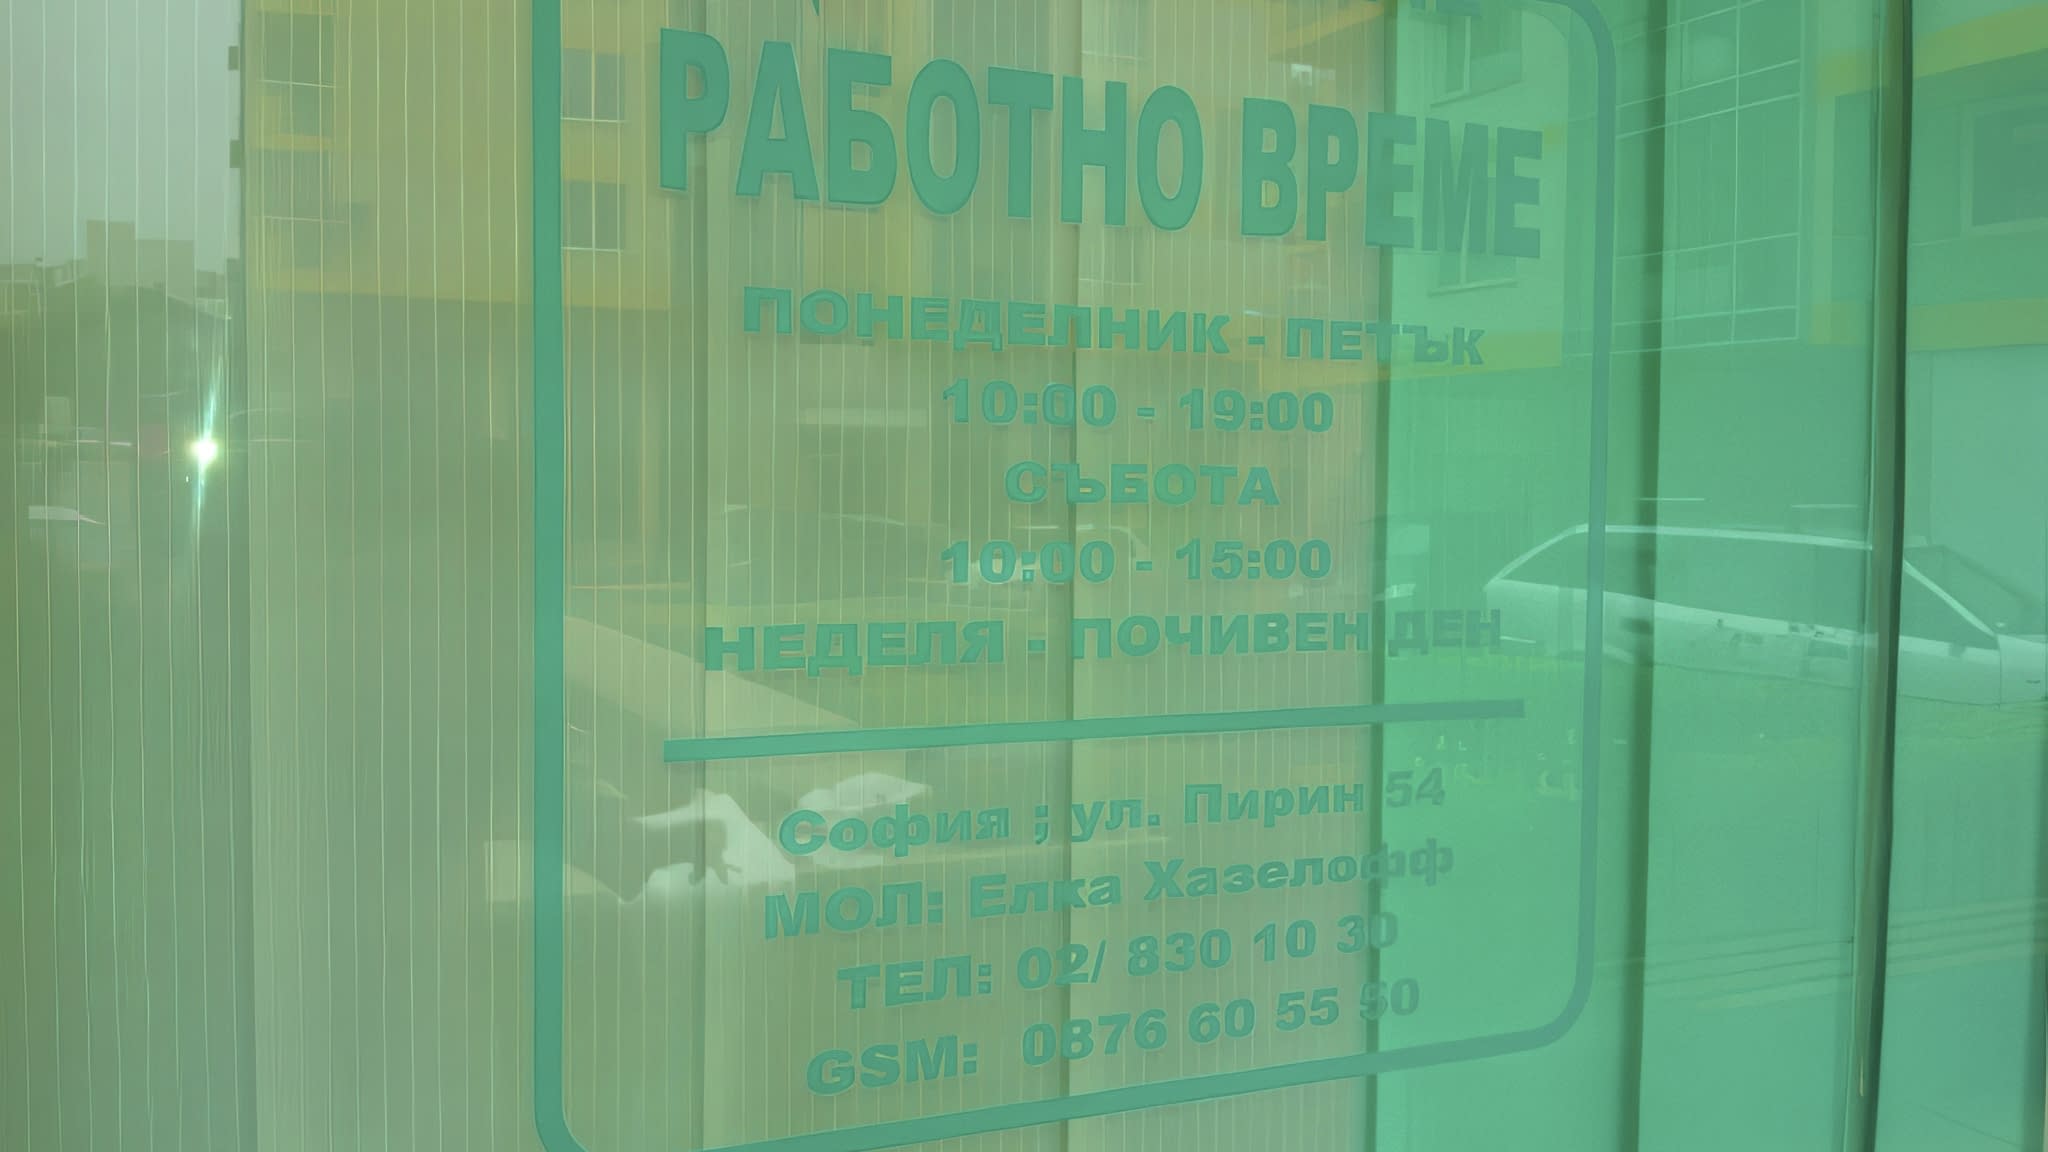 РАБОТНО ВРЕМЕ
ПОНЕДЕЛНИК - ПЕТЪК
10:00 - 19:00
СЪБОТА
10:00 - 15:00
НЕДЕЛЯ - ПОЧИВЕН ДЕН
София ; ул. Пирин 54
МОЛ: Елка Хазелофф
ТЕЛ: 02/ 830 10 30
GSM: 0876 60 55 50